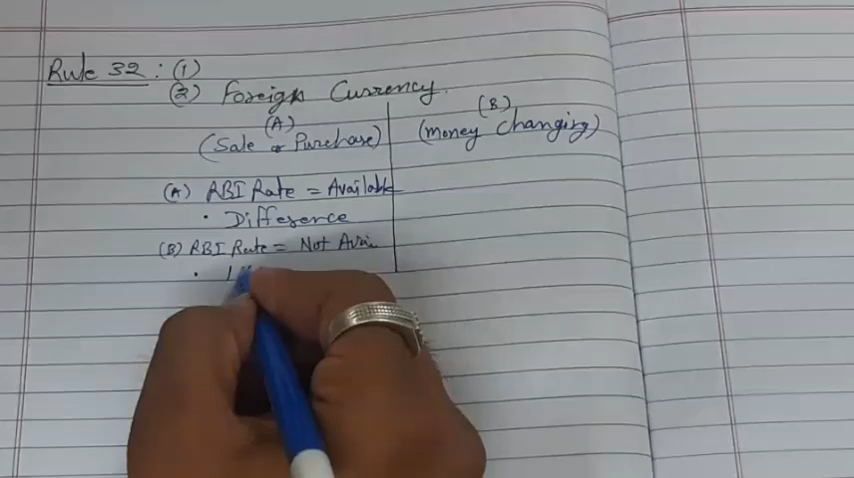 Rule 32 : (1)
(2) Foreign Currency.
(A) (B)
(Sale or Purchase) (Money Changing)
(A) RBI Rate = Available
• Difference
(B) RBI Rate = Not Avai
• 1%